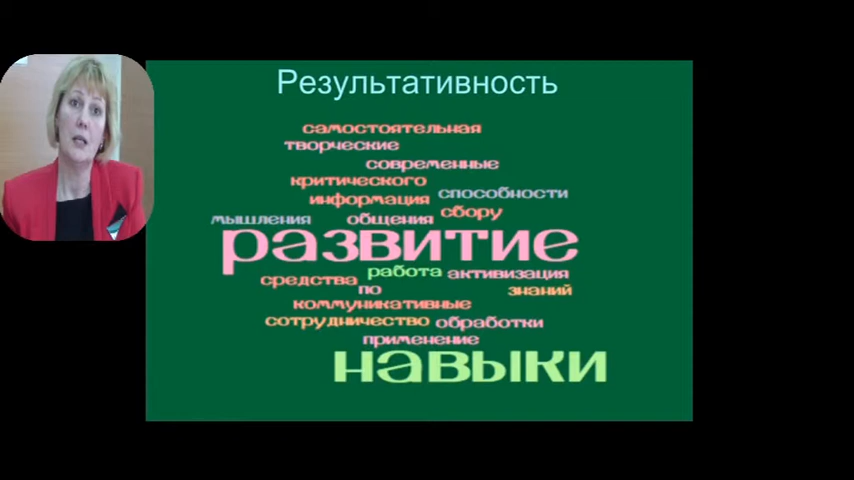 Результативность
самостоятельная
творческие
современные
критического
способности
информация
сбору
мышления общения
развитие
средства работа активизация
по знаний
коммуникативные
сотрудничество обработки
применение
навыки